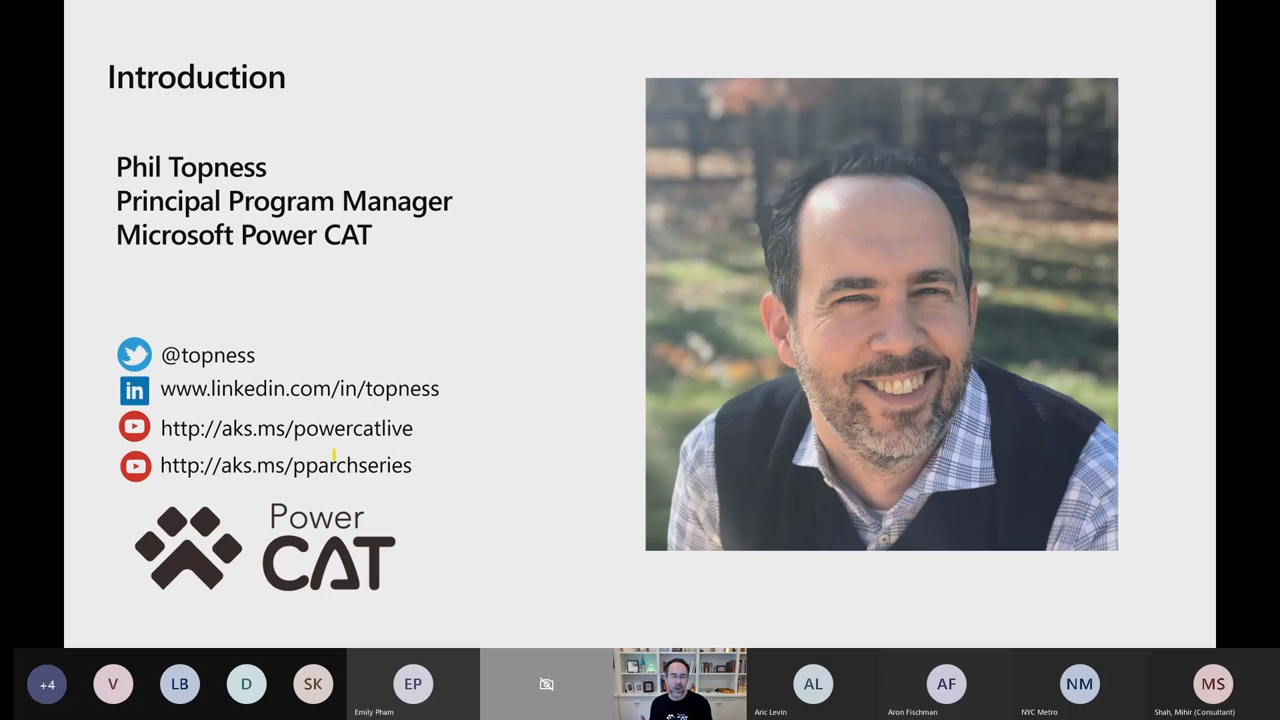 Introduction
Phil Topness
Principal Program Manager
Microsoft Power CAT
@topness
in www.linkedin.com/in/topness
http://aks.ms/powercatlive
http://aks.ms/pparchseries
Power
CAT
+4 V LB D SK EP AL AF NM MS
Emily Pham Aric Levin Aron Fischman NYC Metro Shah, Mihir (Consultant)